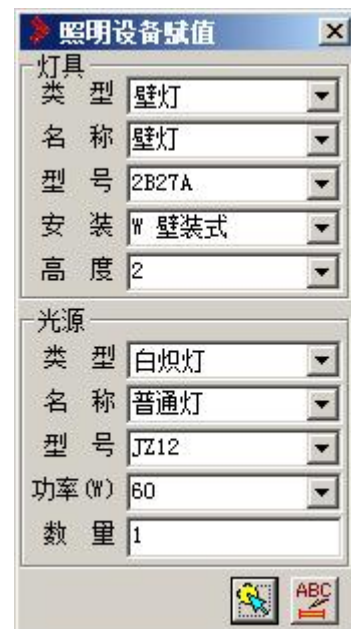 照明设备赋值
灯具
类 型 壁灯
名 称 壁灯
型 号 2B27A
安 装 W 壁装式
高 度 2
光源
类 型 白炽灯
名 称 普通灯
型 号 JZ12
功率(W) 60
数 量 1
ABC